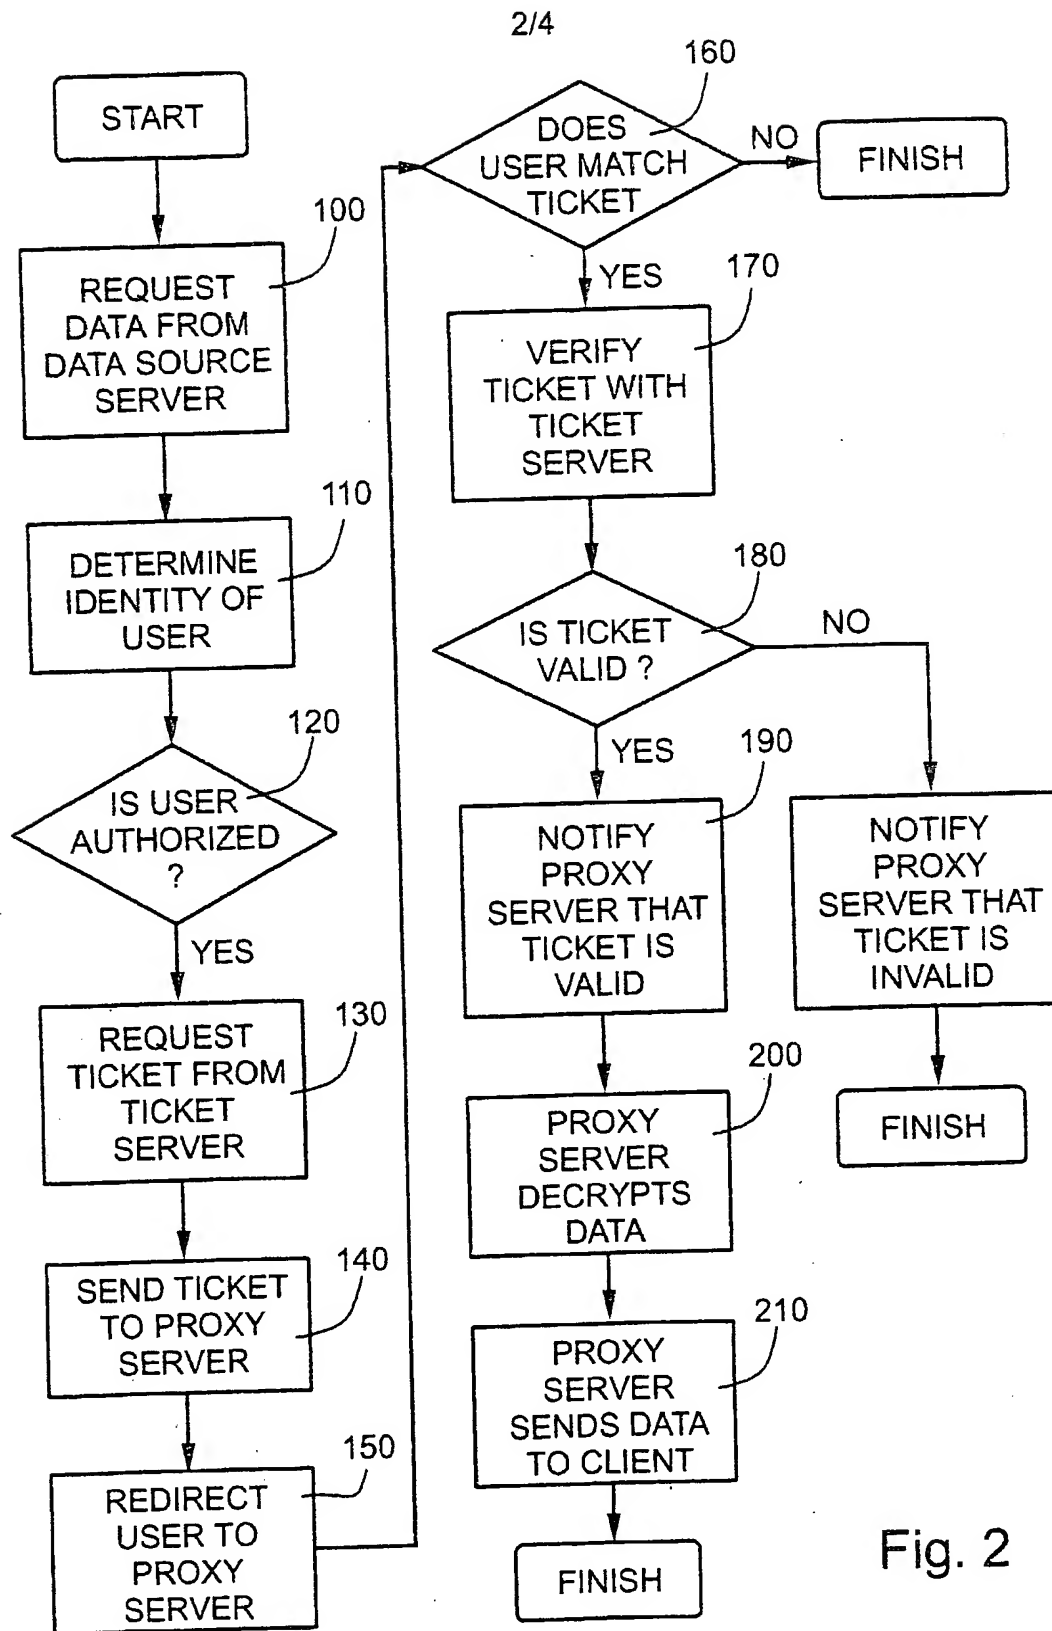 2/4
START
100
REQUEST
DATA FROM
DATA SOURCE
SERVER
110
DETERMINE
IDENTITY OF
USER
120
IS USER
AUTHORIZED
?
YES
130
REQUEST
TICKET FROM
TICKET
SERVER
140
SEND TICKET
TO PROXY
SERVER
150
REDIRECT
USER TO
PROXY
SERVER
160
DOES
USER MATCH
TICKET
NO
FINISH
YES
170
VERIFY
TICKET WITH
TICKET
SERVER
180
IS TICKET
VALID ?
NO
YES
190
NOTIFY
PROXY
SERVER THAT
TICKET IS
VALID
NOTIFY
PROXY
SERVER THAT
TICKET IS
INVALID
FINISH
200
PROXY
SERVER
DECRYPTS
DATA
210
PROXY
SERVER
SENDS DATA
TO CLIENT
FINISH
Fig. 2